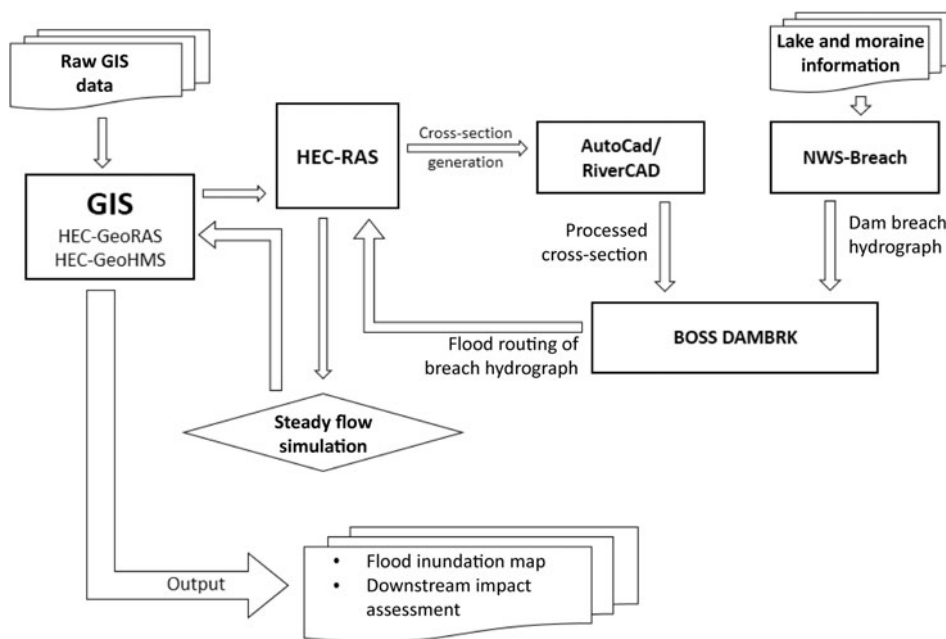 Raw GIS
data
Lake and moraine
information
HEC-RAS
Cross-section
generation
AutoCad/
RiverCAD
NWS-Breach
GIS
HEC-GeoRAS
HEC-GeoHMS
Processed
cross-section
Dam breach
hydrograph
BOSS DAMBRK
Flood routing of
breach hydrograph
Steady flow
simulation
Output
• Flood inundation map
• Downstream impact
assessment